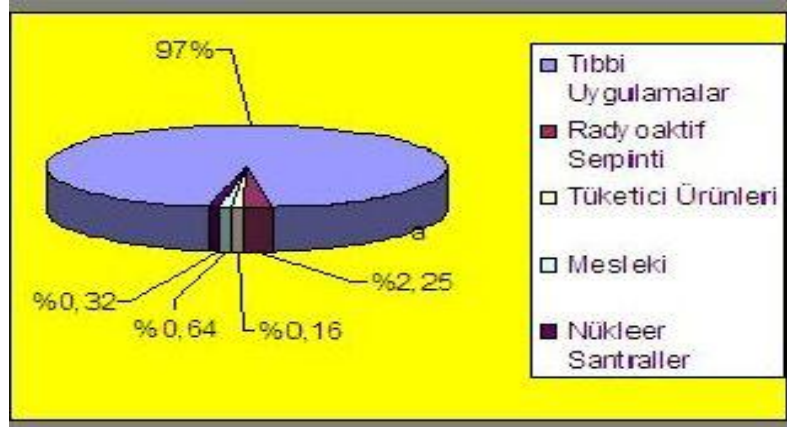 97%
%2,25
%0,16
%0,64
%0,32
a
Tıbbi
Uygulamalar
Radyoaktif
Serpinti
Tüketici Ürünleri
Mesleki
Nükleer
Santraller